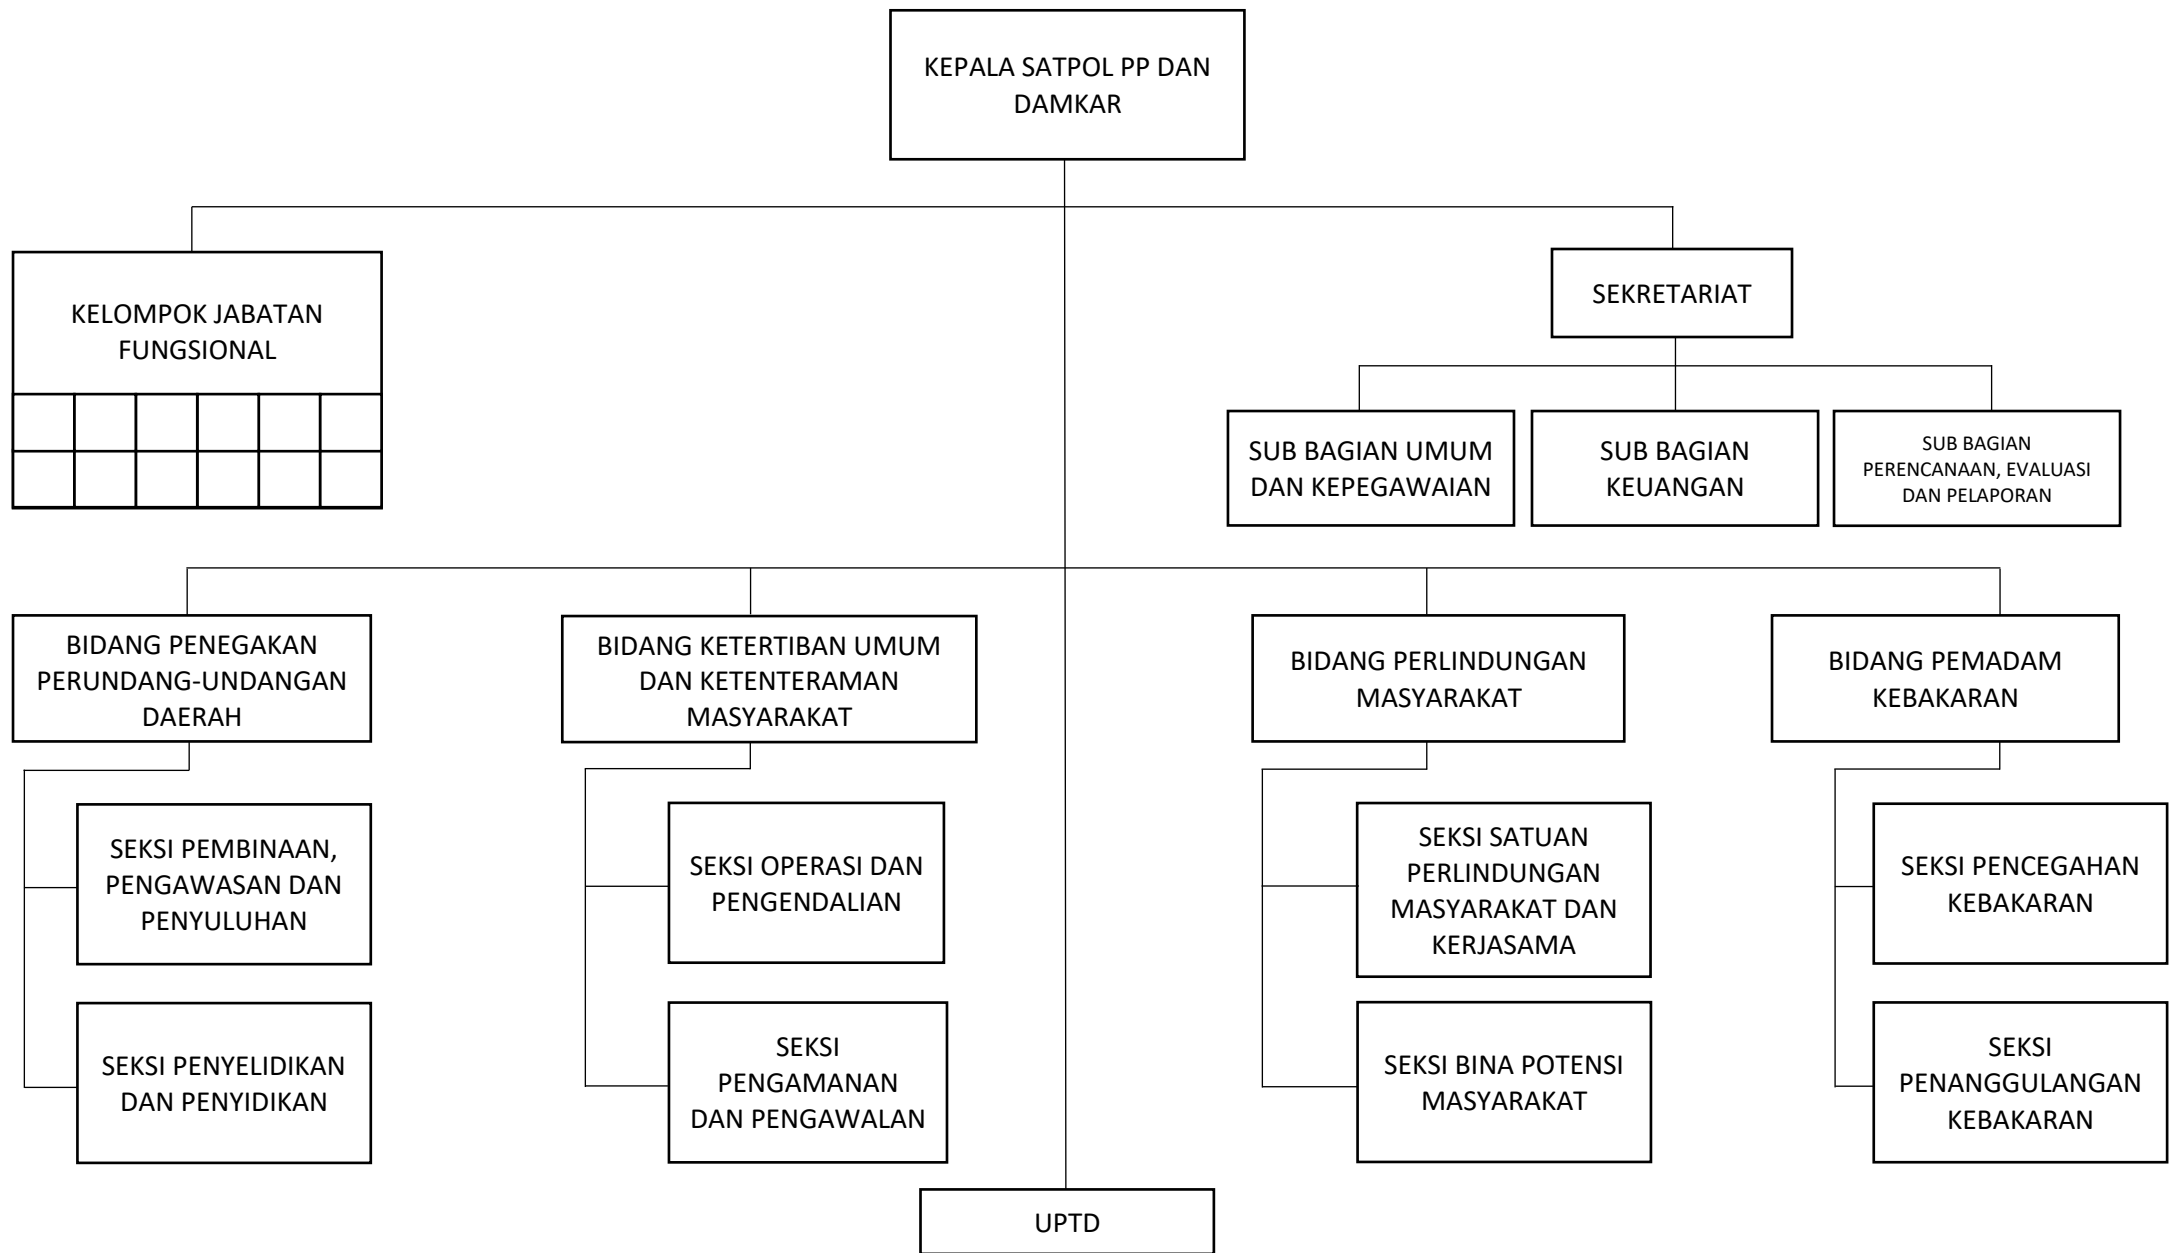 KEPALA SATPOL PP DAN
DAMKAR
KELOMPOK JABATAN
FUNGSIONAL
SEKRETARIAT
SUB BAGIAN UMUM
DAN KEPEGAWAIAN
SUB BAGIAN
KEUANGAN
SUB BAGIAN
PERENCANAAN, EVALUASI
DAN PELAPORAN
BIDANG PENEGAKAN
PERUNDANG-UNDANGAN
DAERAH
BIDANG KETERTIBAN UMUM
DAN KETENTERAMAN
MASYARAKAT
BIDANG PERLINDUNGAN
MASYARAKAT
BIDANG PEMADAM
KEBAKARAN
SEKSI PEMBINAAN,
PENGAWASAN DAN
PENYULUHAN
SEKSI OPERASI DAN
PENGENDALIAN
SEKSI SATUAN
PERLINDUNGAN
MASYARAKAT DAN
KERJASAMA
SEKSI PENCEGAHAN
KEBAKARAN
SEKSI PENYELIDIKAN
DAN PENYIDIKAN
SEKSI
PENGAMANAN
DAN PENGAWALAN
SEKSI BINA POTENSI
MASYARAKAT
SEKSI
PENANGGULANGAN
KEBAKARAN
UPTD